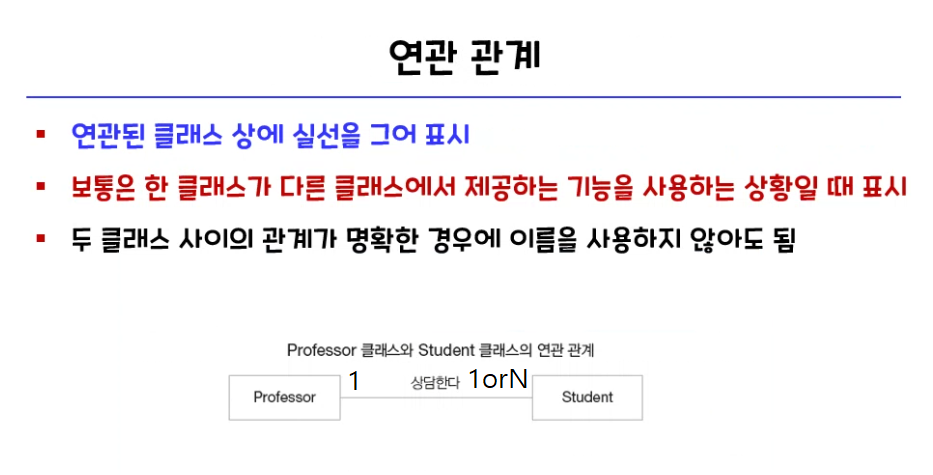 연관 관계
연관된 클래스 상에 실선을 그어 표시
보통은 한 클래스가 다른 클래스에서 제공하는 기능을 사용하는 상황일 때 표시
두 클래스 사이의 관계가 명확한 경우에 이름을 사용하지 않아도 됨
Professor 클래스와 Student 클래스의 연관 관계
1 상담한다 1orN
Professor Student